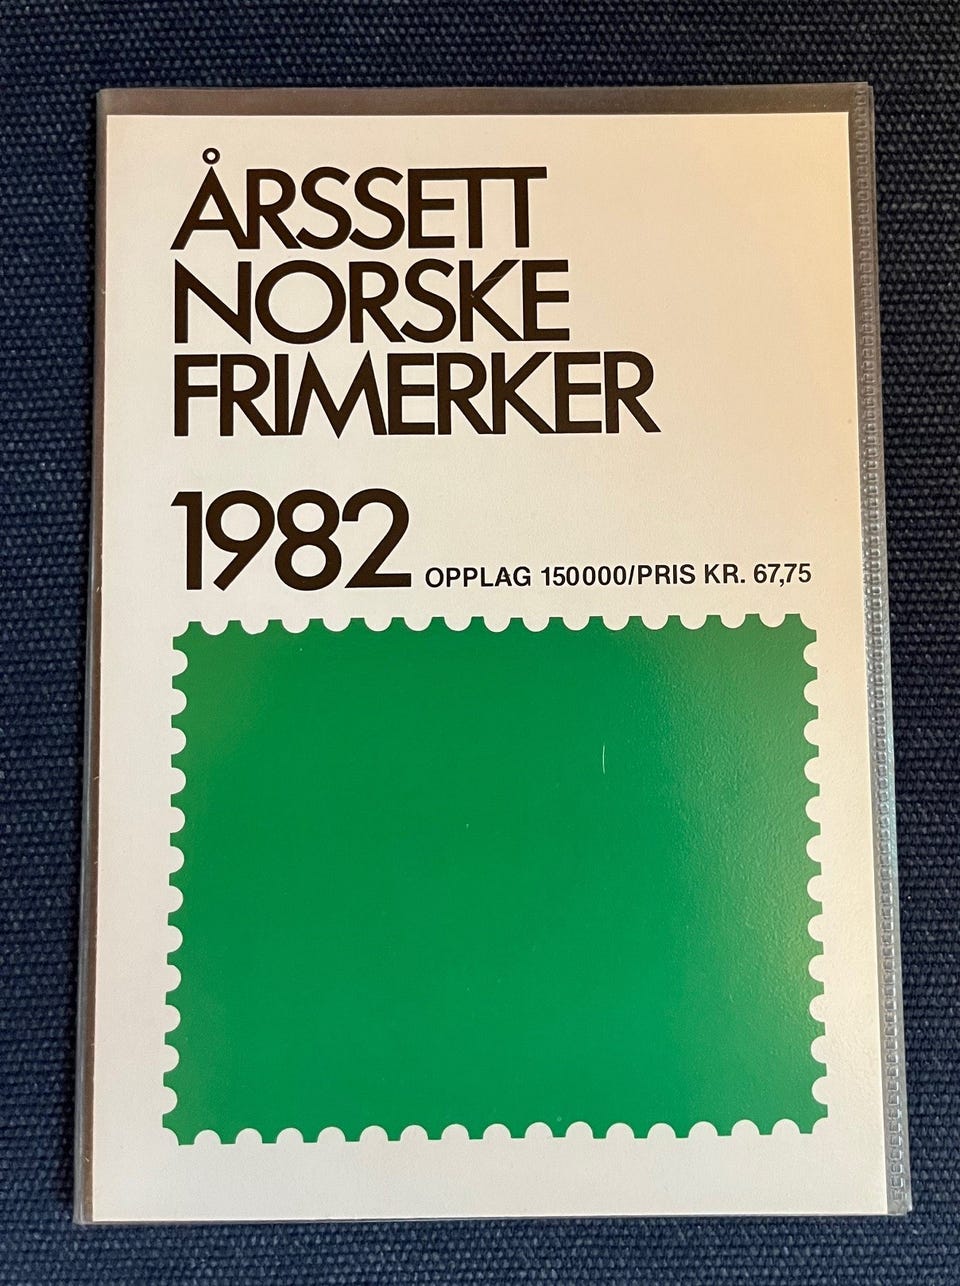 ÅRSSETT
NORSKE
FRIMERKER
1982 OPPLAG 150000/PRIS KR. 67,75